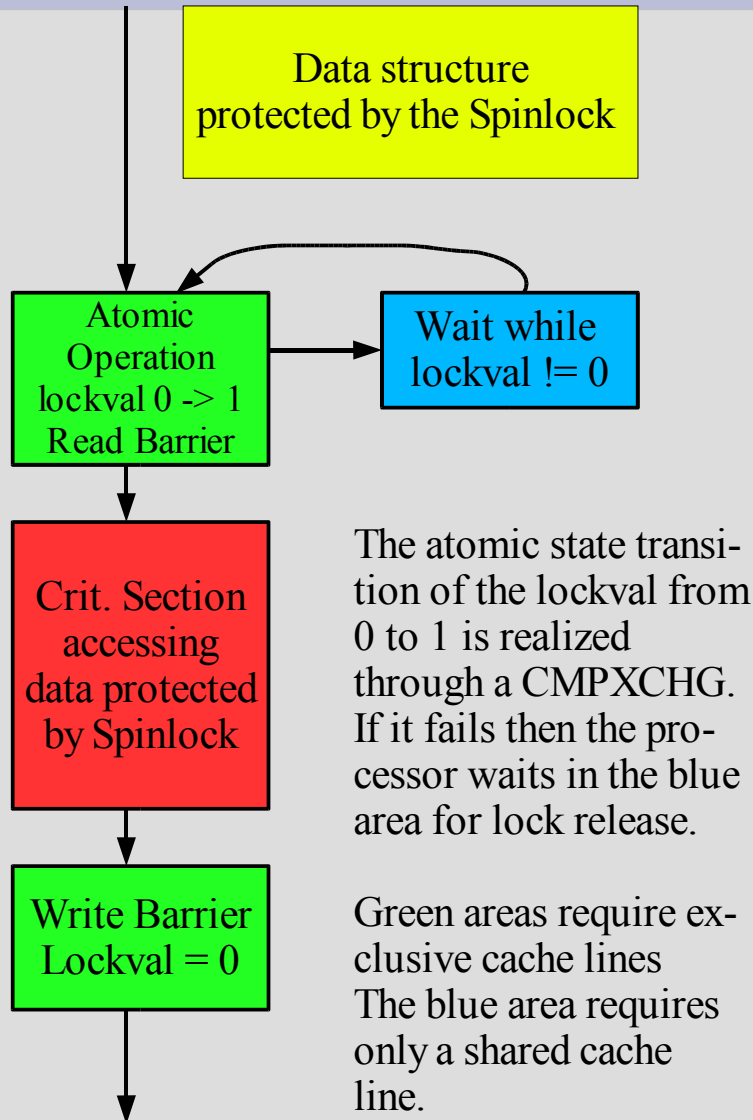 Data structure
protected by the Spinlock
Atomic
Operation
lockval 0 -> 1
Read Barrier
Wait while
lockval != 0
Crit. Section
accessing
data protected
by Spinlock
The atomic state transi-
tion of the lockval from
0 to 1 is realized
through a CMPXCHG.
If it fails then the pro-
cessor waits in the blue
area for lock release.
Write Barrier
Lockval = 0
Green areas require ex-
clusive cache lines
The blue area requires
only a shared cache
line.